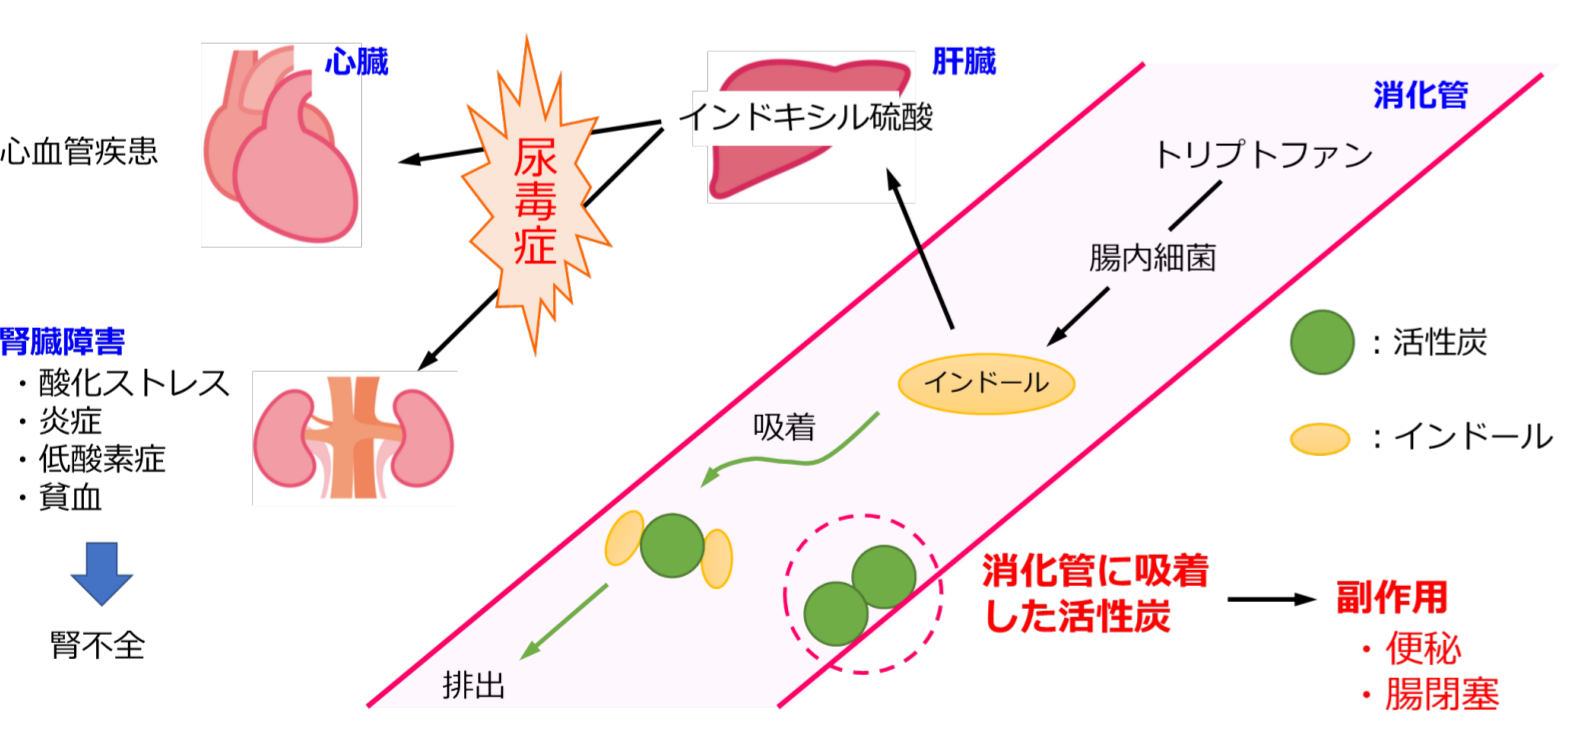 心臓
心血管疾患
尿毒症
肝臓
インドキシル硫酸
消化管
トリプトファン
腸内細菌
インドール
：活性炭
：インドール
吸着
排出
腎臓障害
・酸化ストレス
・炎症
・低酸素症
・貧血
腎不全
消化管に吸着
した活性炭
副作用
・便秘
・腸閉塞